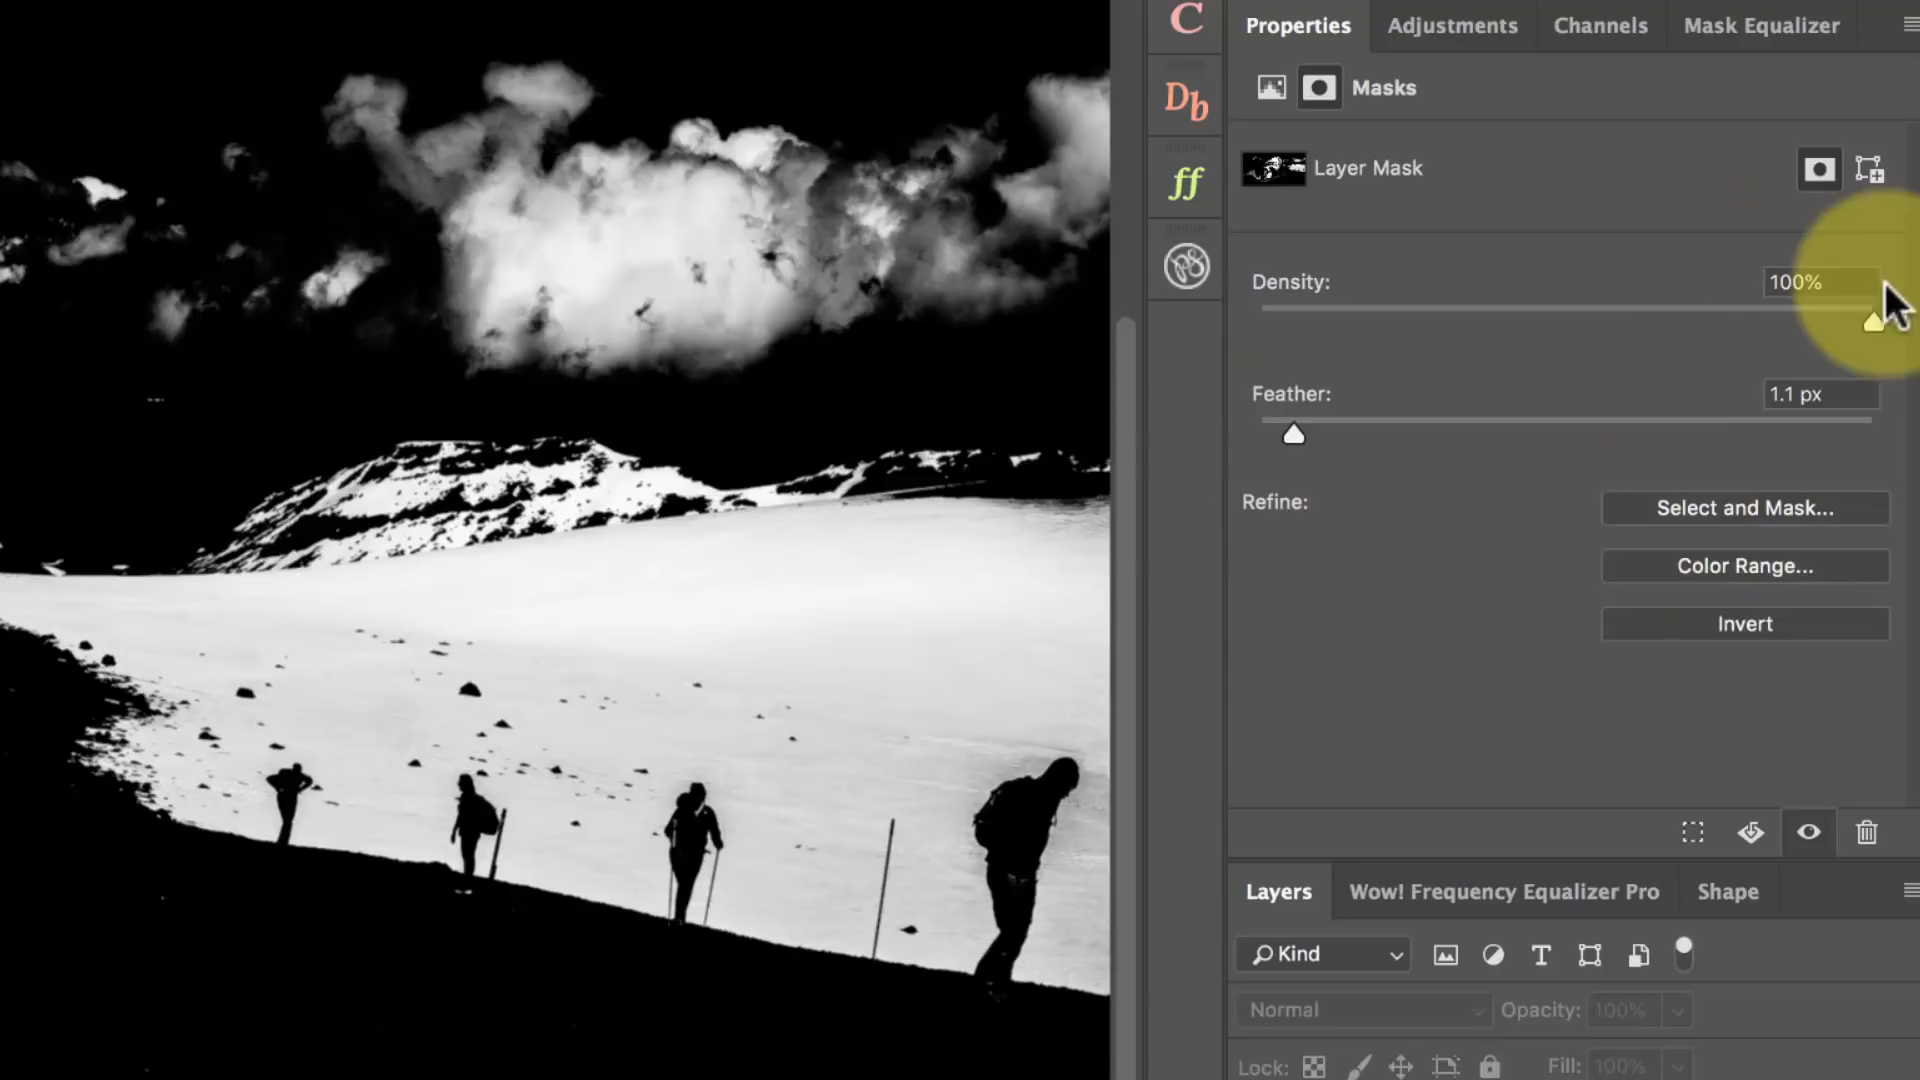 C
Properties Adjustments Channels Mask Equalizer
Masks
Db
Layer Mask
ff
Density: 100%
Feather: 1.1 px
Refine: Select and Mask...
Color Range...
Invert
Layers Wow! Frequency Equalizer Pro Shape
Kind T
Normal Opacity: 100%
Lock: Fill: 100%